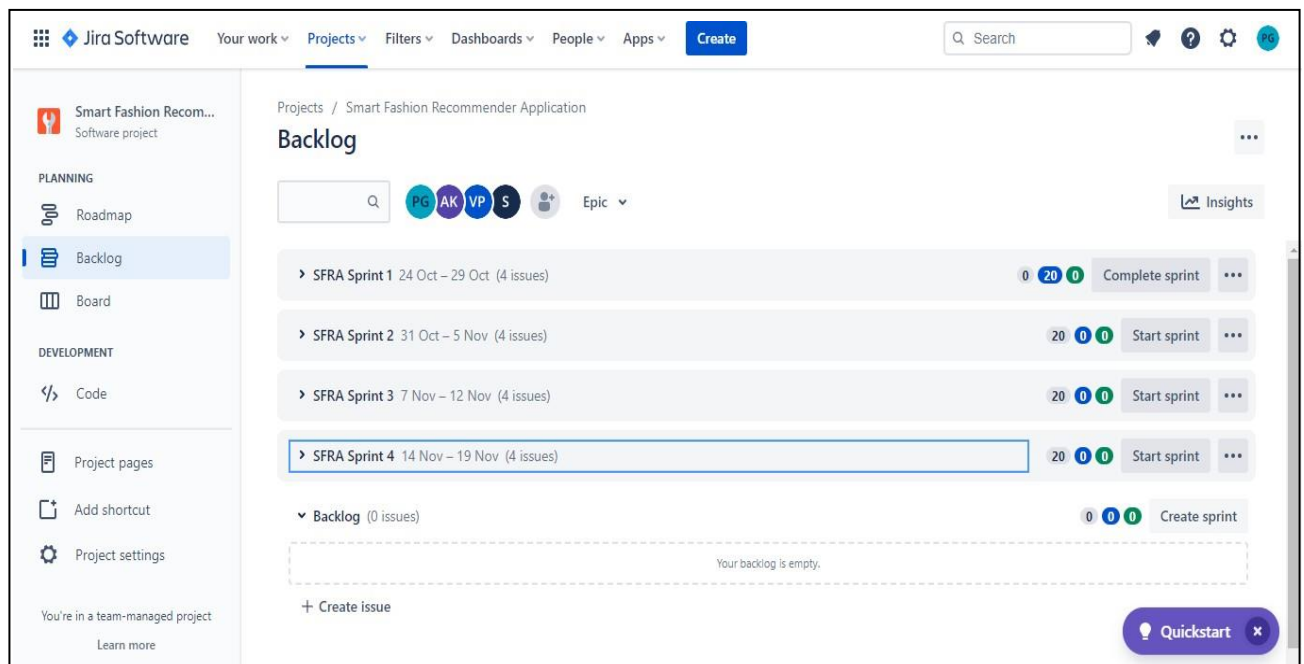 Jira Software Your work Projects Filters Dashboards People Apps Create Search PG
Smart Fashion Recom...
Software project
PLANNING
Roadmap
Backlog
Board
DEVELOPMENT
Code
Project pages
Add shortcut
Project settings
You're in a team-managed project
Learn more
Projects / Smart Fashion Recommender Application
Backlog
PG AK VP S Epic Insights
SFRA Sprint 1 24 Oct – 29 Oct (4 issues) 0 20 0 Complete sprint
SFRA Sprint 2 31 Oct – 5 Nov (4 issues) 20 0 0 Start sprint
SFRA Sprint 3 7 Nov – 12 Nov (4 issues) 20 0 0 Start sprint
SFRA Sprint 4 14 Nov – 19 Nov (4 issues) 20 0 0 Start sprint
Backlog (0 issues) 0 0 0 Create sprint
Your backlog is empty.
+ Create issue
Quickstart